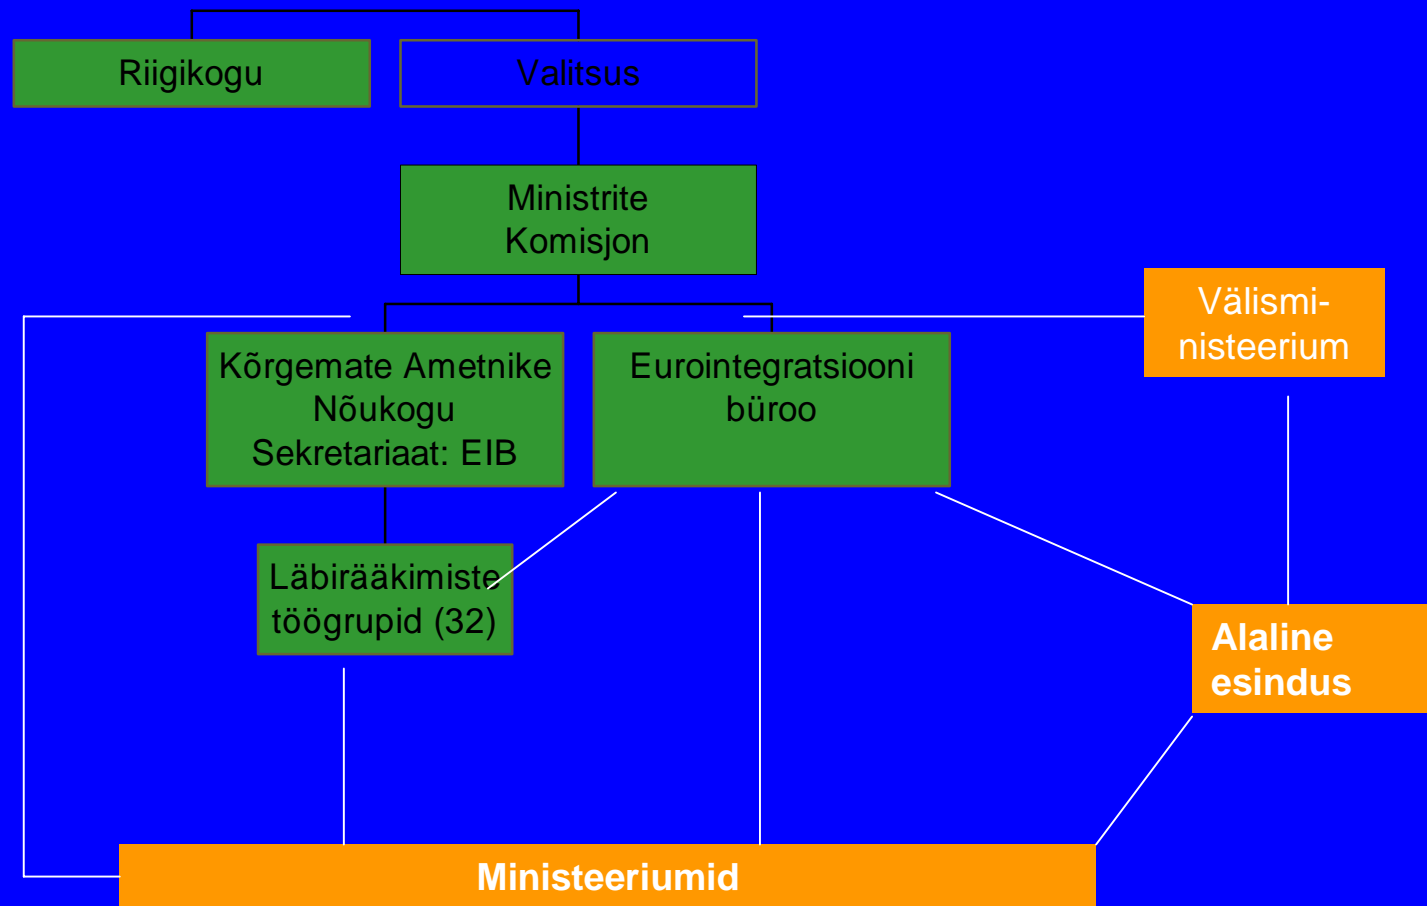 Riigikogu
Valitsus
Ministrite
Komisjon
Välismi-
nisteerium
Kõrgemate Ametnike
Nõukogu
Sekretariaat: EIB
Eurointegratsiooni
büroo
Läbirääkimiste
töögrupid (32)
Alaline
esindus
Ministeeriumid